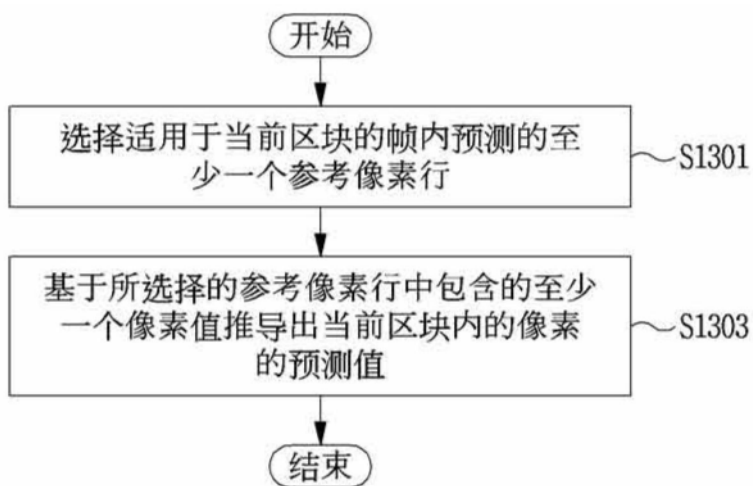 开始
选择适用于当前区块的帧内预测的至
少一个参考像素行
S1301
基于所选择的参考像素行中包含的至少
一个像素值推导出当前区块内的像素
的预测值
S1303
结束